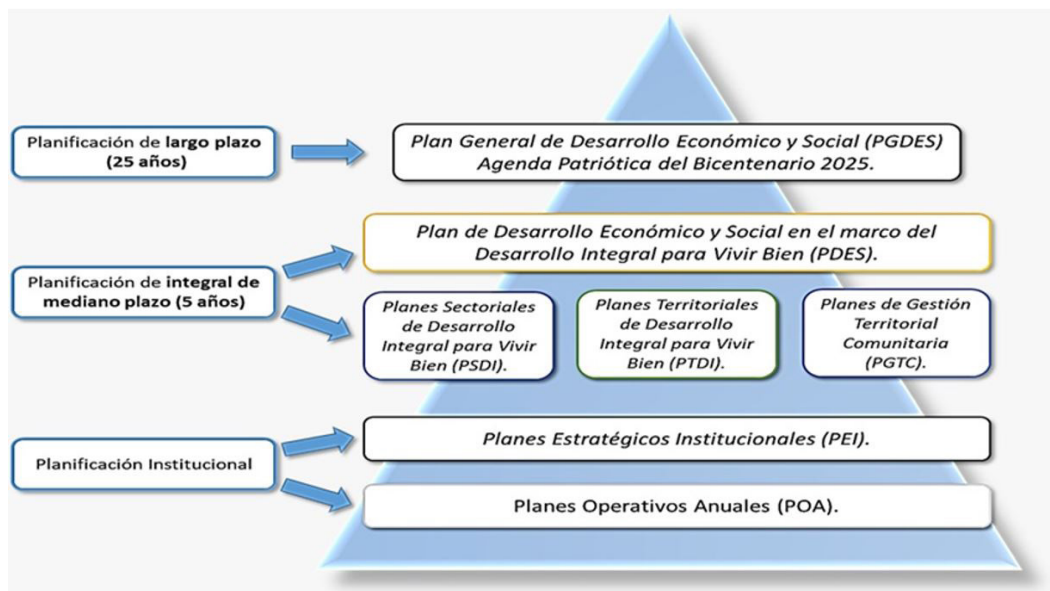 Planificación de largo plazo
(25 años)
Plan General de Desarrollo Económico y Social (PGDES)
Agenda Patriótica del Bicentenario 2025.
Planificación de integral de
mediano plazo (5 años)
Plan de Desarrollo Económico y Social en el marco del
Desarrollo Integral para Vivir Bien (PDES).
Planes Sectoriales
de Desarrollo
Integral para Vivir
Bien (PSDI).
Planes Territoriales
de Desarrollo
Integral para Vivir
Bien (PTDI).
Planes de Gestión
Territorial
Comunitaria
(PGTC).
Planificación Institucional
Planes Estratégicos Institucionales (PEI).
Planes Operativos Anuales (POA).